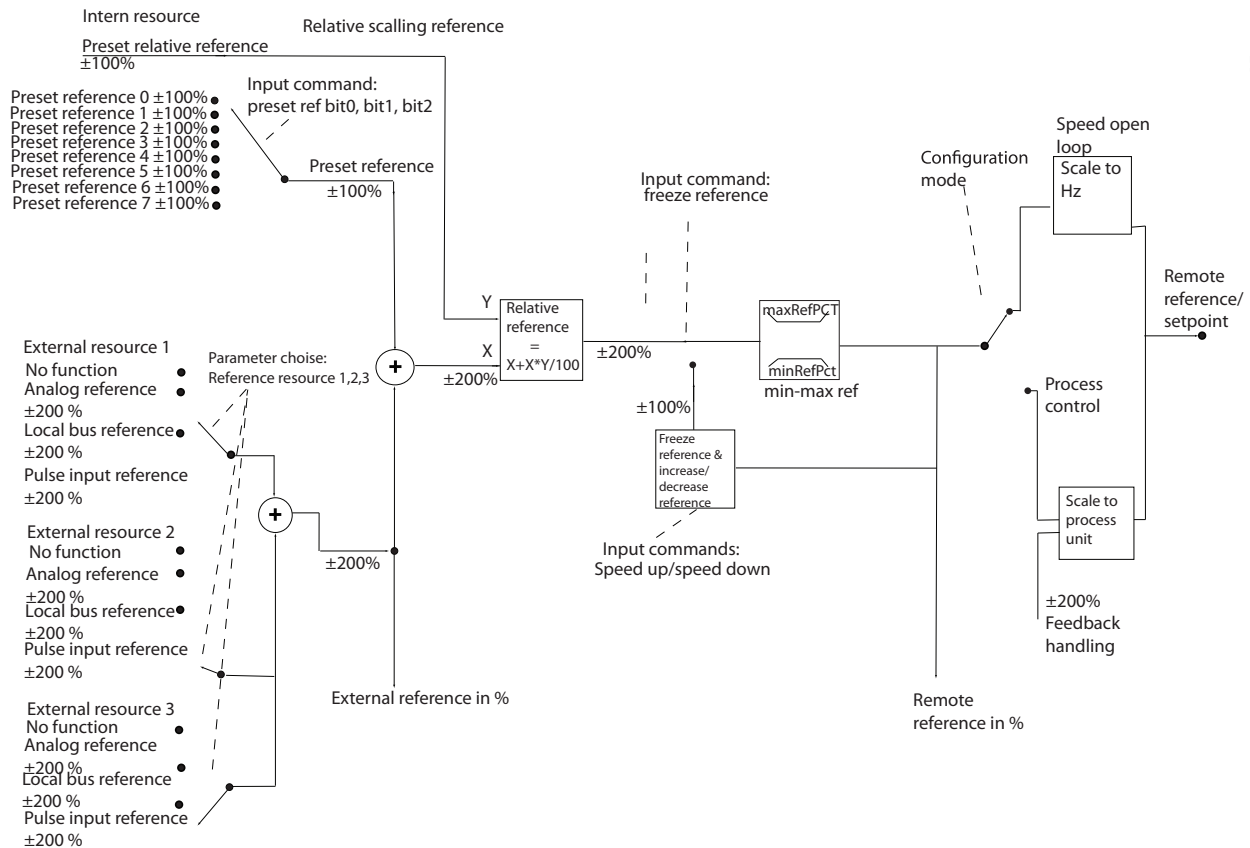 Intern resource
Relative scalling reference
Preset relative reference
±100%
Input command:
preset ref bit0, bit1, bit2
Preset reference 0 ±100%
Preset reference 1 ±100%
Preset reference 2 ±100%
Preset reference 3 ±100%
Preset reference 4 ±100%
Preset reference 5 ±100%
Preset reference 6 ±100%
Preset reference 7 ±100%
Preset reference
±100%
Input command:
freeze reference
Configuration
mode
Speed open
loop
Scale to
Hz
Remote
reference/
setpoint
Y
X
Relative
reference
=
X+X*Y/100
±200%
±200%
maxRefPCT
minRefPct
min-max ref
External resource 1
No function
Analog reference
±200 %
Local bus reference
±200 %
Pulse input reference
±200 %
Parameter choise:
Reference resource 1,2,3
+
+
±200%
±100%
Freeze
reference &
increase/
decrease
reference
Input commands:
Speed up/speed down
Process
control
Scale to
process
unit
±200%
Feedback
handling
External resource 2
No function
Analog reference
±200 %
Local bus reference
±200 %
Pulse input reference
±200 %
External resource 3
No function
Analog reference
±200 %
Local bus reference
±200 %
Pulse input reference
±200 %
External reference in %
Remote
reference in %